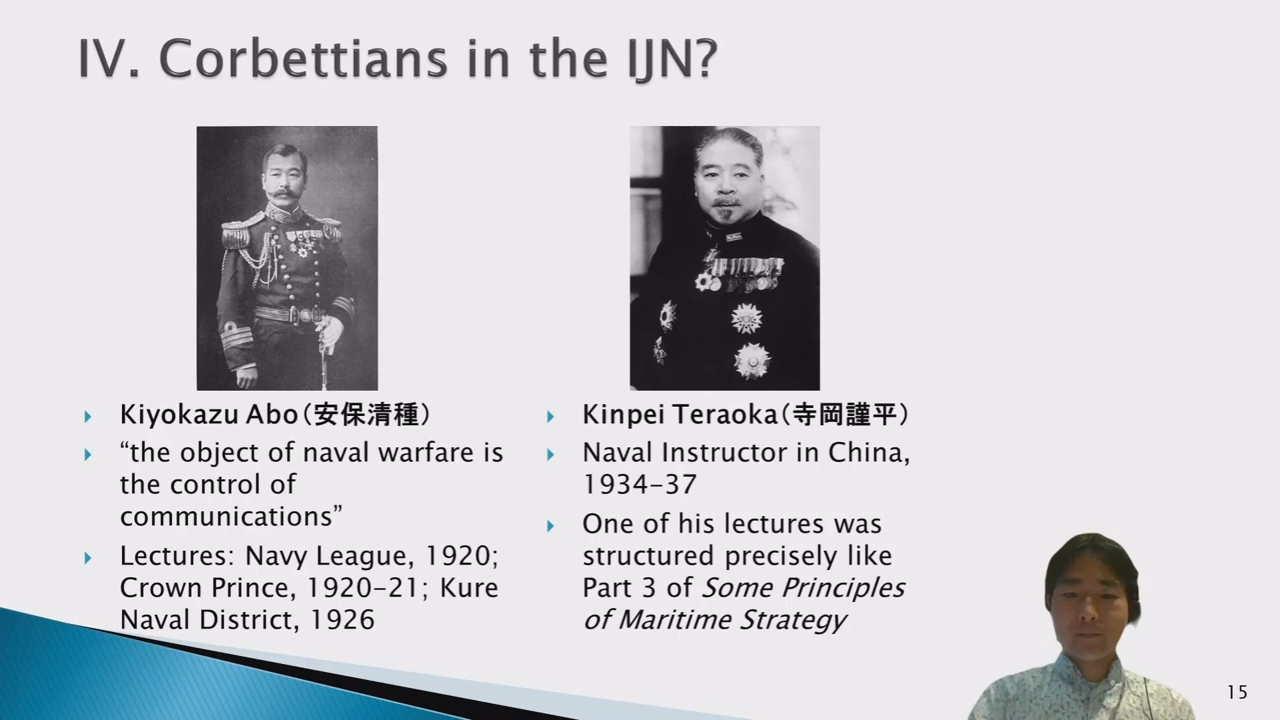 IV. Corbettians in the IJN?
Kiyokazu Abo（安保清種）
“the object of naval warfare is
the control of
communications”
Lectures: Navy League, 1920;
Crown Prince, 1920-21; Kure
Naval District, 1926
Kinpei Teraoka（寺岡謹平）
Naval Instructor in China,
1934-37
One of his lectures was
structured precisely like
Part 3 of Some Principles
of Maritime Strategy
15